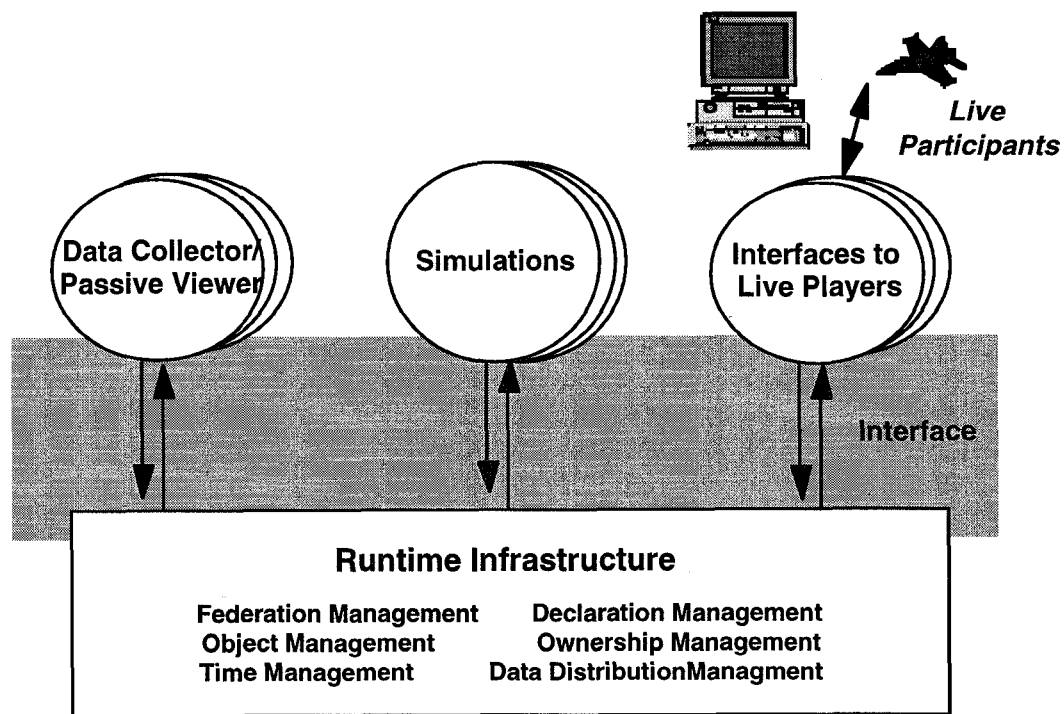 Live
Participants
Data Collector/
Passive Viewer
Simulations
Interfaces to
Live Players
Interface
Runtime Infrastructure
Federation Management
Declaration Management
Object Management
Ownership Management
Time Management
Data DistributionManagment